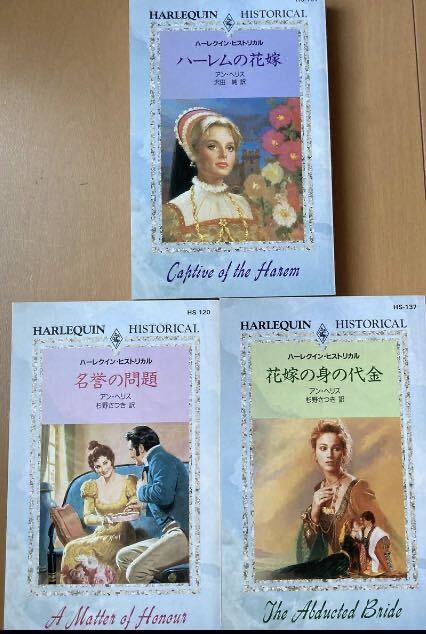 HARLEQUIN HISTORICAL
ハーレクイン・ヒストリカル
ハーレムの花嫁
アン・ヘリス
沢田 純 訳
Captive of the Harem
HS 120
HARLEQUIN HISTORICAL
ハーレクイン・ヒストリカル
名誉の問題
アン・ヘリス
杉野さつき 訳
A Matter of Honour
HS-137
HARLEQUIN HISTORICAL
ハーレクイン・ヒストリカル
花嫁の身の代金
アン・ヘリス
杉野さつき 訳
The Abducted Bride